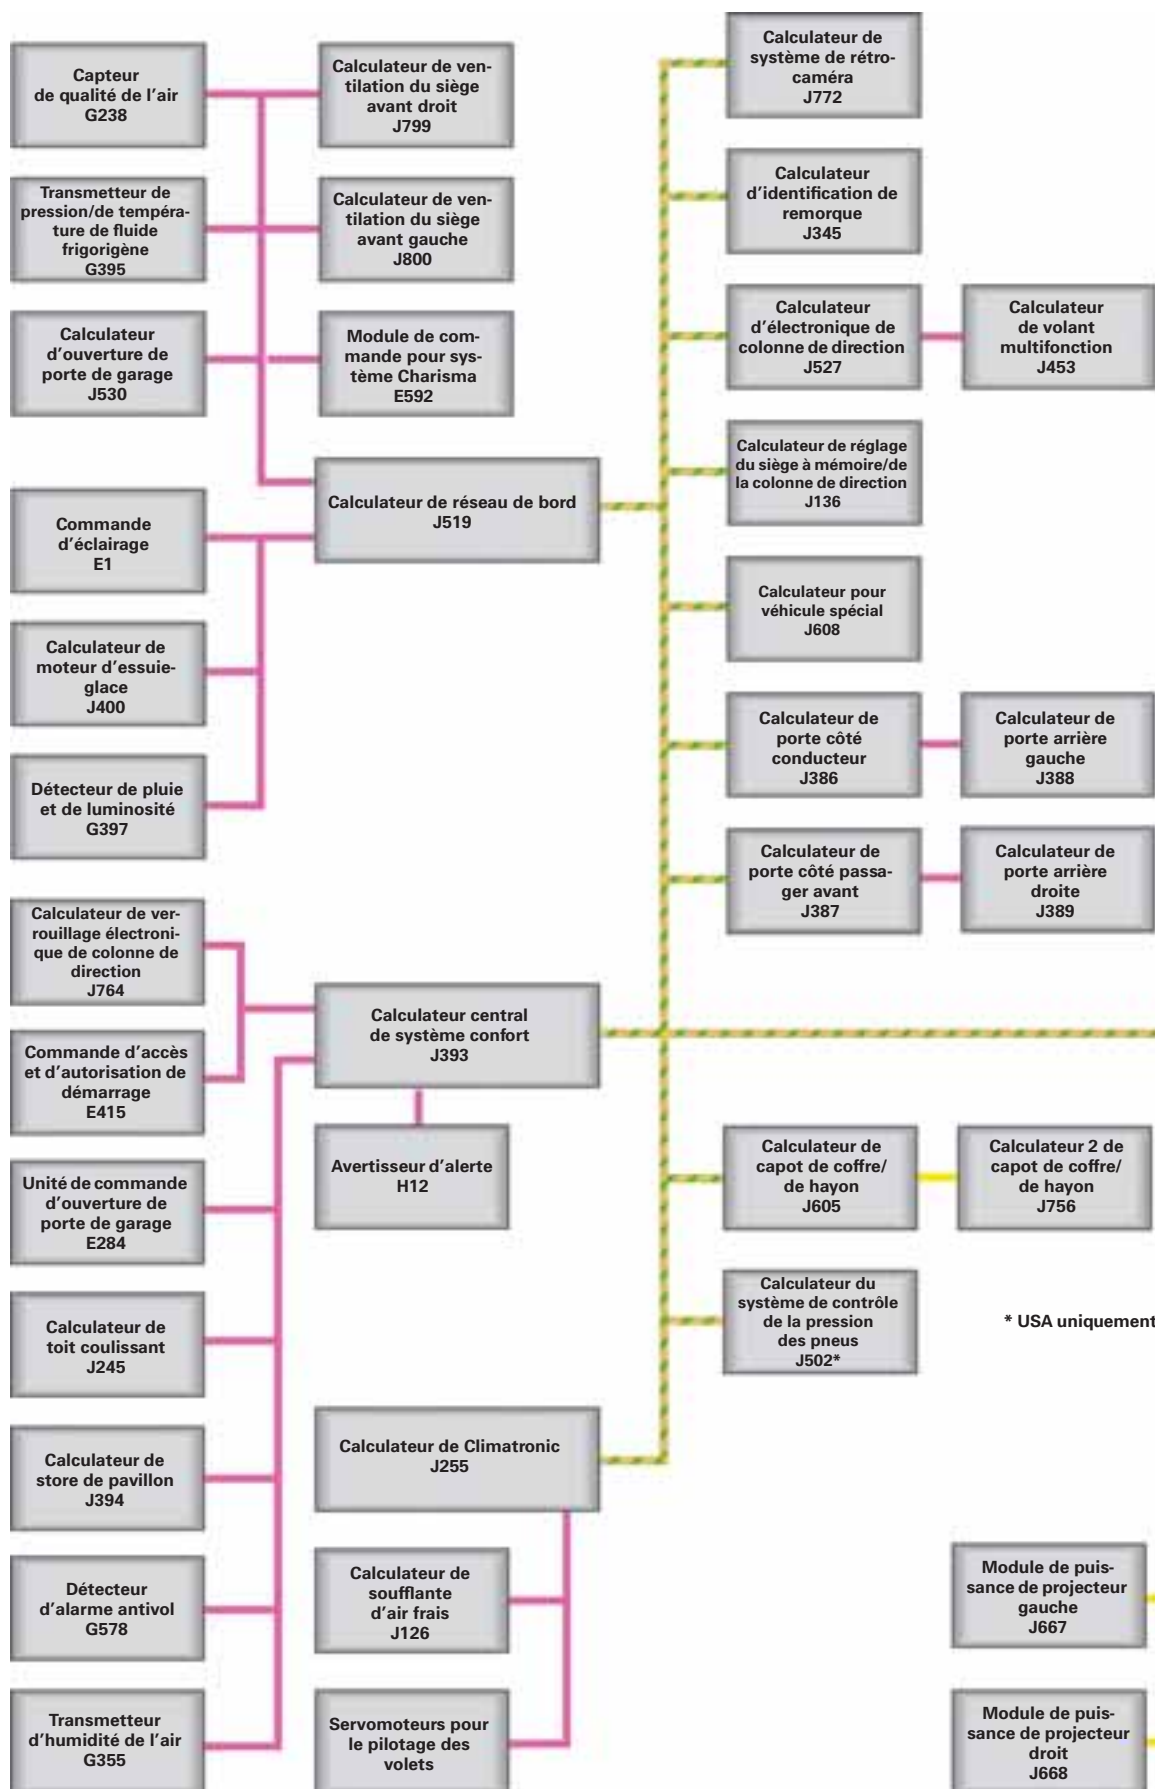 Capteur
de qualité de l'air
G238
Calculateur de ven-
tilation du siège
avant droit
J799
Calculateur de
système de rétro-
caméra
J772
Transmetteur de
pression/de tempéra-
ture de fluide
frigorigène
G395
Calculateur de ven-
tilation du siège
avant gauche
J800
Calculateur
d'identification de
remorque
J345
Calculateur
d'ouverture de
porte de garage
J530
Module de com-
mande pour sys-
tème Charisma
E592
Calculateur
d'électronique de
colonne de direction
J527
Calculateur
de volant
multifonction
J453
Calculateur de réseau de bord
J519
Calculateur de réglage
du siège à mémoire/de
la colonne de direction
J136
Commande
d'éclairage
E1
Calculateur pour
véhicule spécial
J608
Calculateur de
moteur d'essuie-
glace
J400
Calculateur de
porte côté
conducteur
J386
Calculateur de
porte arrière
gauche
J388
Détecteur de pluie
et de luminosité
G397
Calculateur de
porte côté passa-
ger avant
J387
Calculateur de
porte arrière
droite
J389
Calculateur de ver-
rouillage électroni-
que de colonne de
direction
J764
Calculateur central
de système confort
J393
Commande d'accès
et d'autorisation de
démarrage
E415
Avertisseur d'alerte
H12
Calculateur de
capot de coffre/
de hayon
J605
Calculateur 2 de
capot de coffre/
de hayon
J756
Unité de commande
d'ouverture de
porte de garage
E284
Calculateur du
système de contrôle
de la pression
des pneus
J502*
* USA uniquement
Calculateur de
toit coulissant
J245
Calculateur de Climatronic
J255
Calculateur de
store de pavillon
J394
Calculateur de
soufflante
d'air frais
J126
Module de puis-
sance de projecteur
gauche
J667
Détecteur
d'alarme antivol
G578
Transmetteur
d'humidité de l'air
G355
Servomoteurs pour
le pilotage des
volets
Module de puis-
sance de projecteur
droit
J668